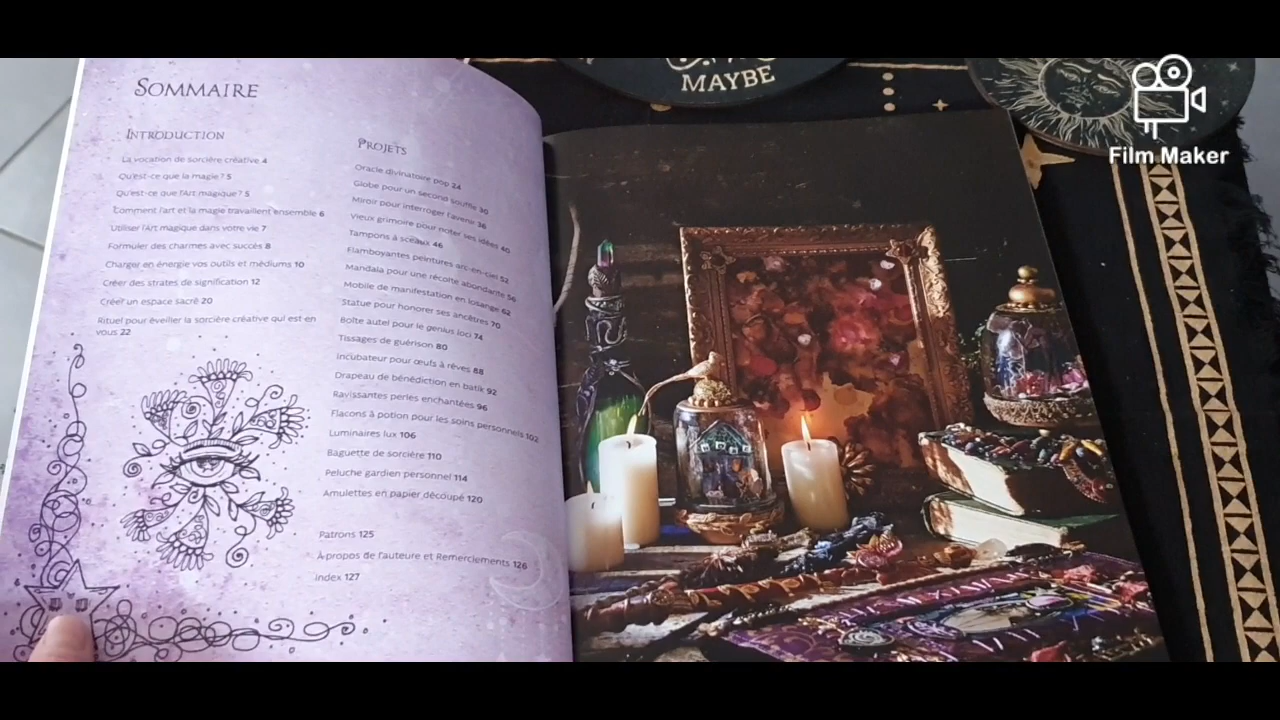 MAYBE
Film Maker
SOMMAIRE
INTRODUCTION
La vocation de sorcière créative 4
Qu'est-ce que la magie ? 5
Qu'est-ce que l'Art magique ? 5
Comment l'art et la magie travaillent ensemble 6
Utiliser l'Art magique dans votre vie 7
Formuler des charmes avec succès 8
Charger en énergie vos outils et médiums 10
Créer des strates de signification 12
Créer un espace sacré 20
Rituel pour éveiller la sorcière créative qui est en
vous 22
PROJETS
Oracle divinatoire pop 24
Globe pour un second souffle 30
Miroir pour interroger l'avenir 36
Vieux grimoire pour noter ses idées 40
Tampons à sceaux 46
Flamboyantes peintures arc-en-ciel 52
Mandala pour une récolte abondante 56
Mobile de manifestation en losange 62
Statue pour honorer ses ancêtres 70
Boîte autel pour le genius loci 74
Tissages de guérison 80
Incubateur pour œufs à rêves 88
Drapeau de bénédiction en batik 92
Ravissantes perles enchantées 96
Flacons à potion pour les soins personnels 102
Luminaires lux 106
Baguette de sorcière 110
Peluche gardien personnel 114
Amulettes en papier découpé 120
Patrons 125
À propos de l'auteure et Remerciements 126
Index 127